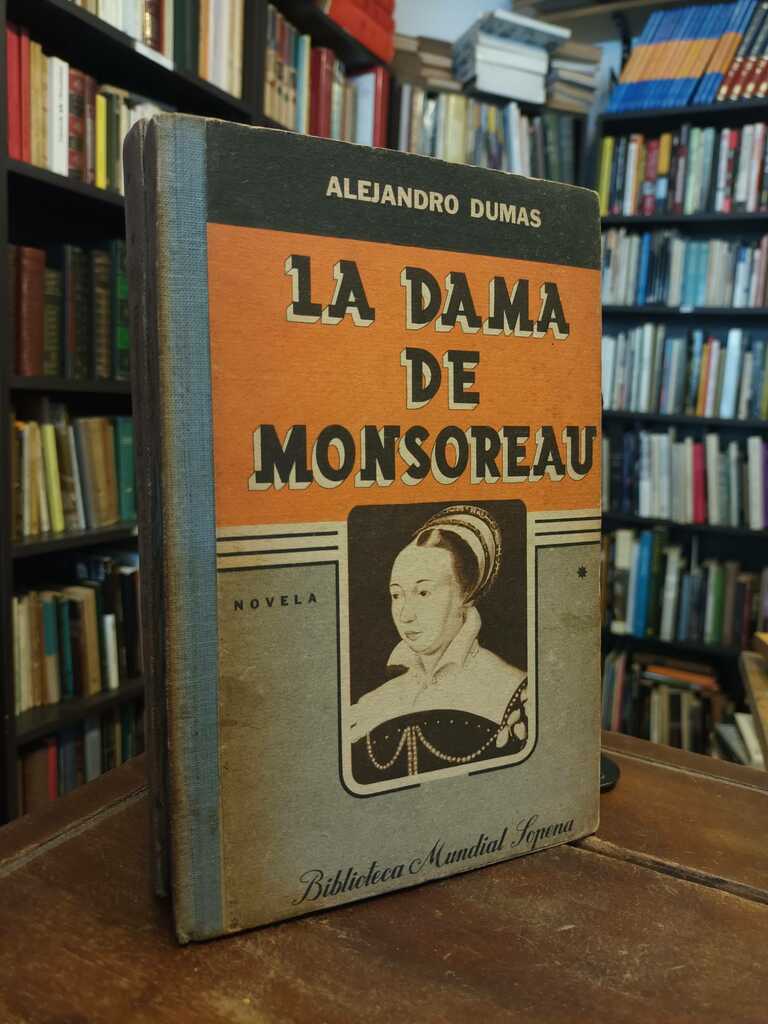 ALEJANDRO DUMAS
LA DAMA
DE
MONSOREAU
NOVELA
*
Biblioteca Mundial Sopena